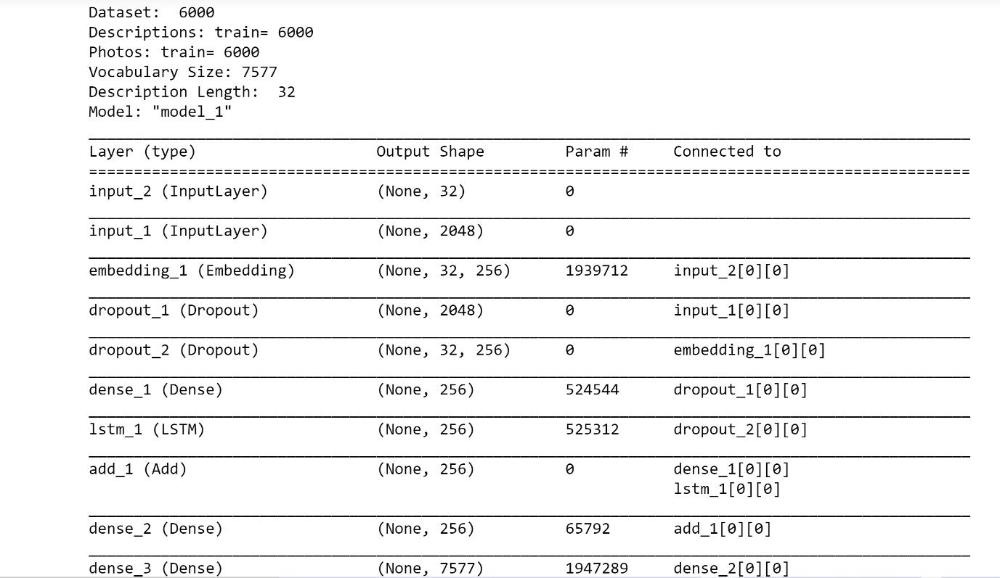 Dataset:  6000
Descriptions: train= 6000
Photos: train= 6000
Vocabulary Size: 7577
Description Length:  32
Model: "model_1"
__________________________________________________________________________________________________
Layer (type)                    Output Shape         Param #     Connected to
==================================================================================================
input_2 (InputLayer)            (None, 32)           0
__________________________________________________________________________________________________
input_1 (InputLayer)            (None, 2048)         0
__________________________________________________________________________________________________
embedding_1 (Embedding)         (None, 32, 256)      1939712     input_2[0][0]
__________________________________________________________________________________________________
dropout_1 (Dropout)             (None, 2048)         0           input_1[0][0]
__________________________________________________________________________________________________
dropout_2 (Dropout)             (None, 32, 256)      0           embedding_1[0][0]
__________________________________________________________________________________________________
dense_1 (Dense)                 (None, 256)          524544      dropout_1[0][0]
__________________________________________________________________________________________________
lstm_1 (LSTM)                   (None, 256)          525312      dropout_2[0][0]
__________________________________________________________________________________________________
add_1 (Add)                     (None, 256)          0           dense_1[0][0]
                                                                 lstm_1[0][0]
__________________________________________________________________________________________________
dense_2 (Dense)                 (None, 256)          65792       add_1[0][0]
__________________________________________________________________________________________________
dense_3 (Dense)                 (None, 7577)         1947289     dense_2[0][0]